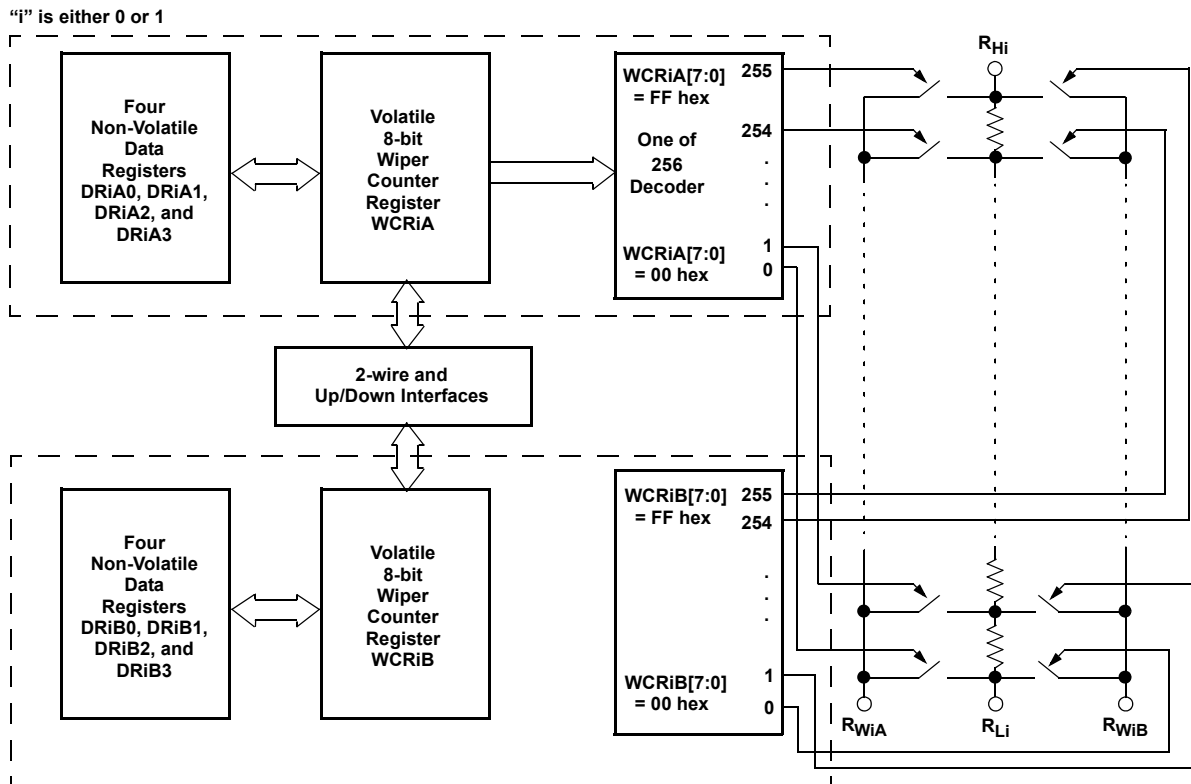 “i” is either 0 or 1
Four
Non-Volatile
Data
Registers
DRiA0, DRiA1,
DRiA2, and
DRiA3
Volatile
8-bit
Wiper
Counter
Register
WCRiA
WCRiA[7:0] 255
= FF hex
254
One of
256
Decoder
.
.
.
WCRiA[7:0] 1
= 00 hex 0
RHi
2-wire and
Up/Down Interfaces
Four
Non-Volatile
Data
Registers
DRiB0, DRiB1,
DRiB2, and
DRiB3
Volatile
8-bit
Wiper
Counter
Register
WCRiB
WCRiB[7:0] 255
= FF hex 254
.
.
.
WCRiB[7:0] 1
= 00 hex 0
RWiA
RLi
RWiB